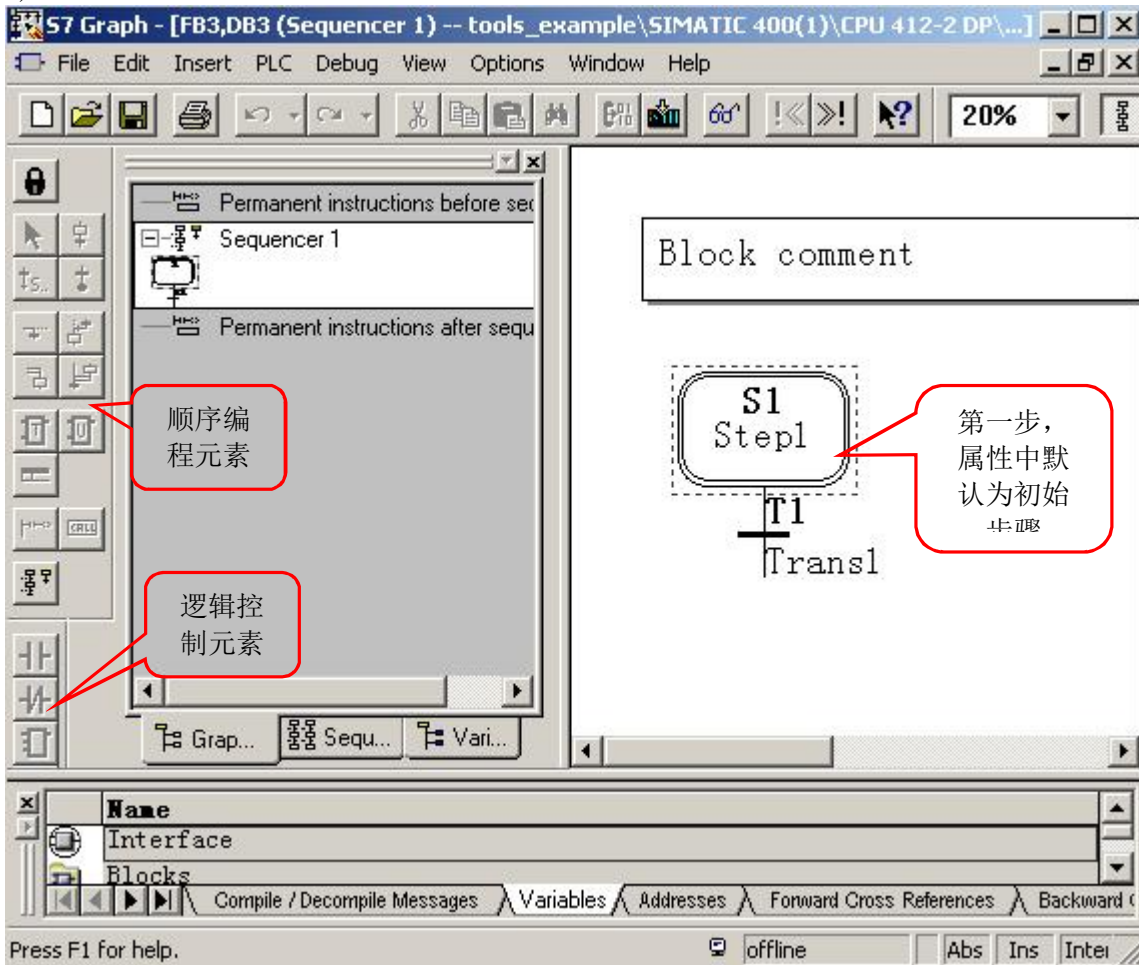 S7 Graph - [FB3,DB3 (Sequencer 1) -- tools_example\SIMATIC 400(1)\CPU 412-2 DP\...]
File Edit Insert PLC Debug View Options Window Help
20%
Permanent instructions before sec
Sequencer 1
Permanent instructions after sequ
Block comment
S1
Step1
T1
Trans1
顺序编
程元素
第一步，
属性中默
认为初始
步骤
逻辑控
制元素
CALL
Grap... Sequ... Vari...
Name
Interface
Blocks
Compile / Decompile Messages Variables Addresses Forward Cross References Backward
Press F1 for help. offline Abs Ins Inter